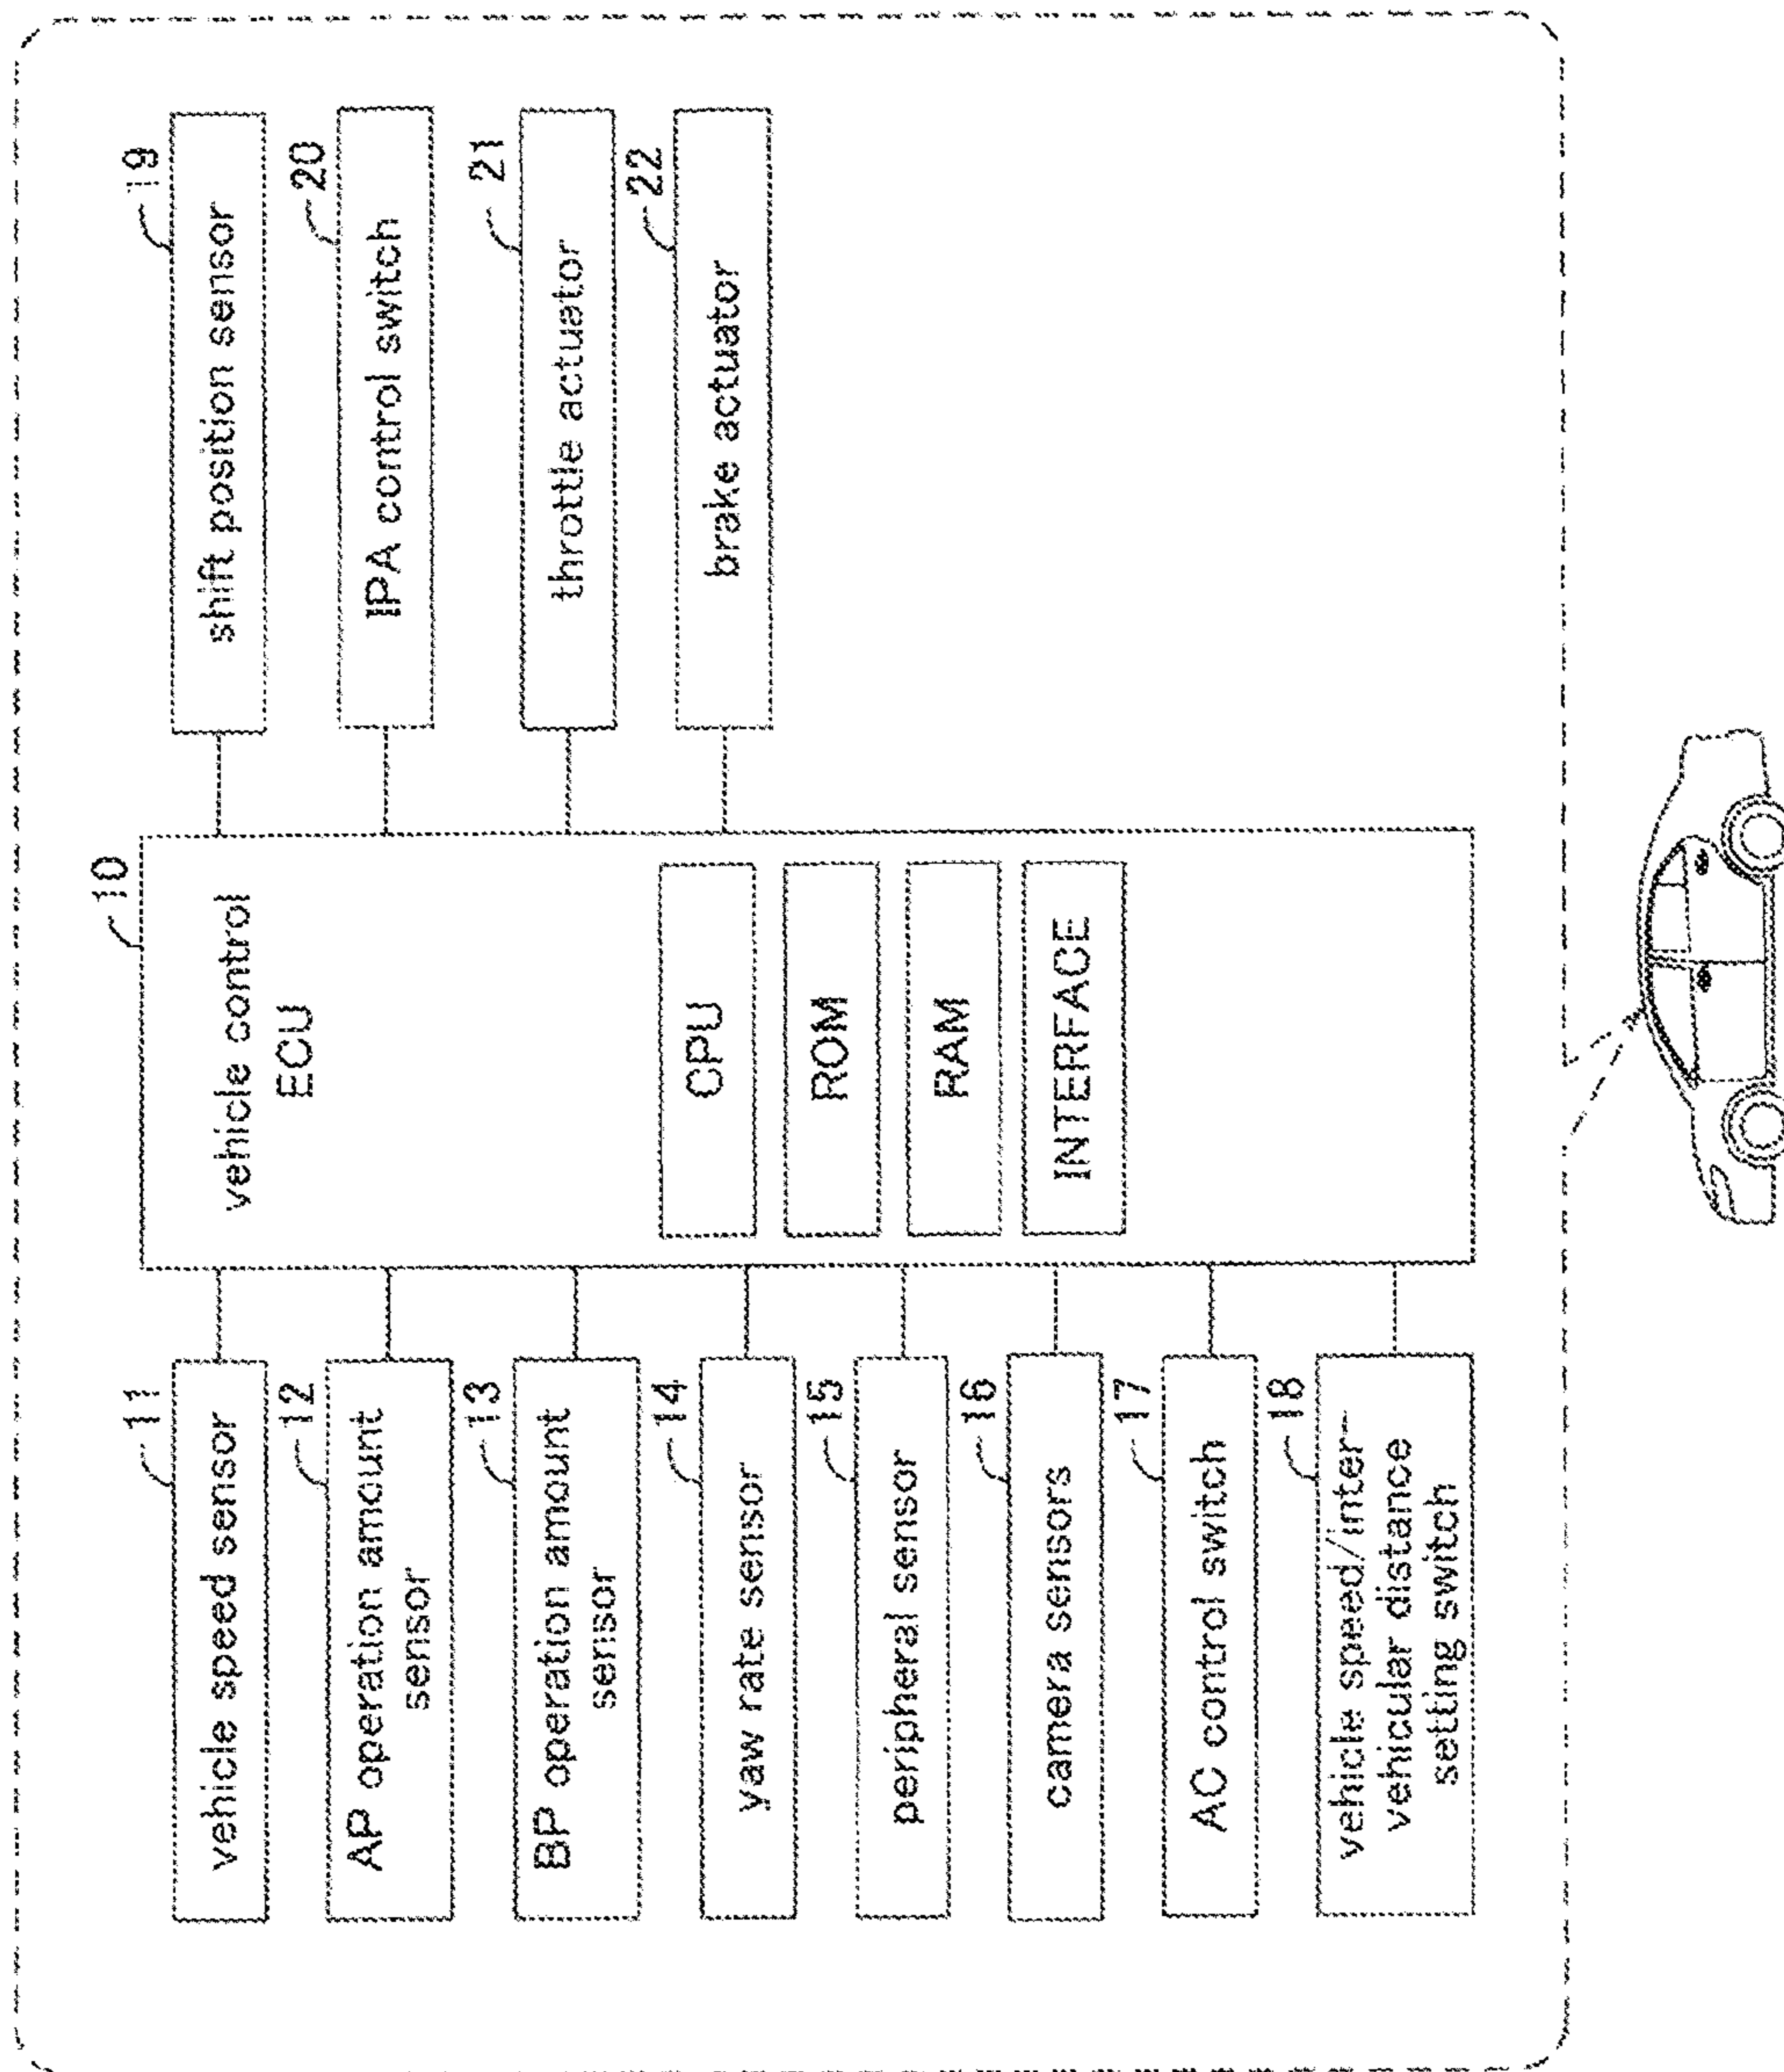 10
vehicle control
ECU
CPU
ROM
RAM
INTERFACE
11
vehicle speed sensor
12
AP operation amount
sensor
13
BP operation amount
sensor
14
yaw rate sensor
15
peripheral sensor
16
camera sensors
17
AC control switch
18
vehicle speed/inter-
vehicular distance
setting switch
19
shift position sensor
20
IPA control switch
21
throttle actuator
22
brake actuator